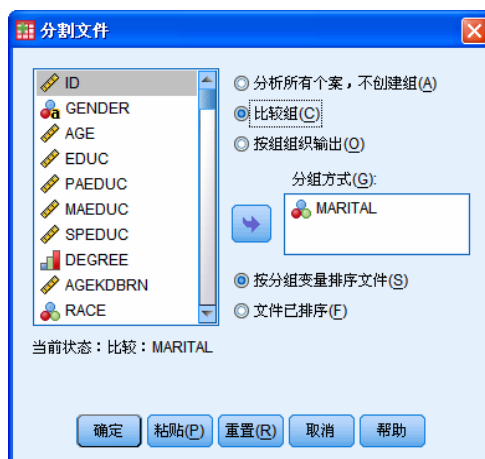 分割文件
ID
GENDER
AGE
EDUC
PAEDUC
MAEDUC
SPEDUC
DEGREE
AGEKDBRN
RACE
分析所有个案，不创建组(A)
比较组(C)
按组组织输出(O)
分组方式(G):
MARITAL
按分组变量排序文件(S)
文件已排序(F)
当前状态：比较：MARITAL
确定
粘贴(P)
重置(R)
取消
帮助